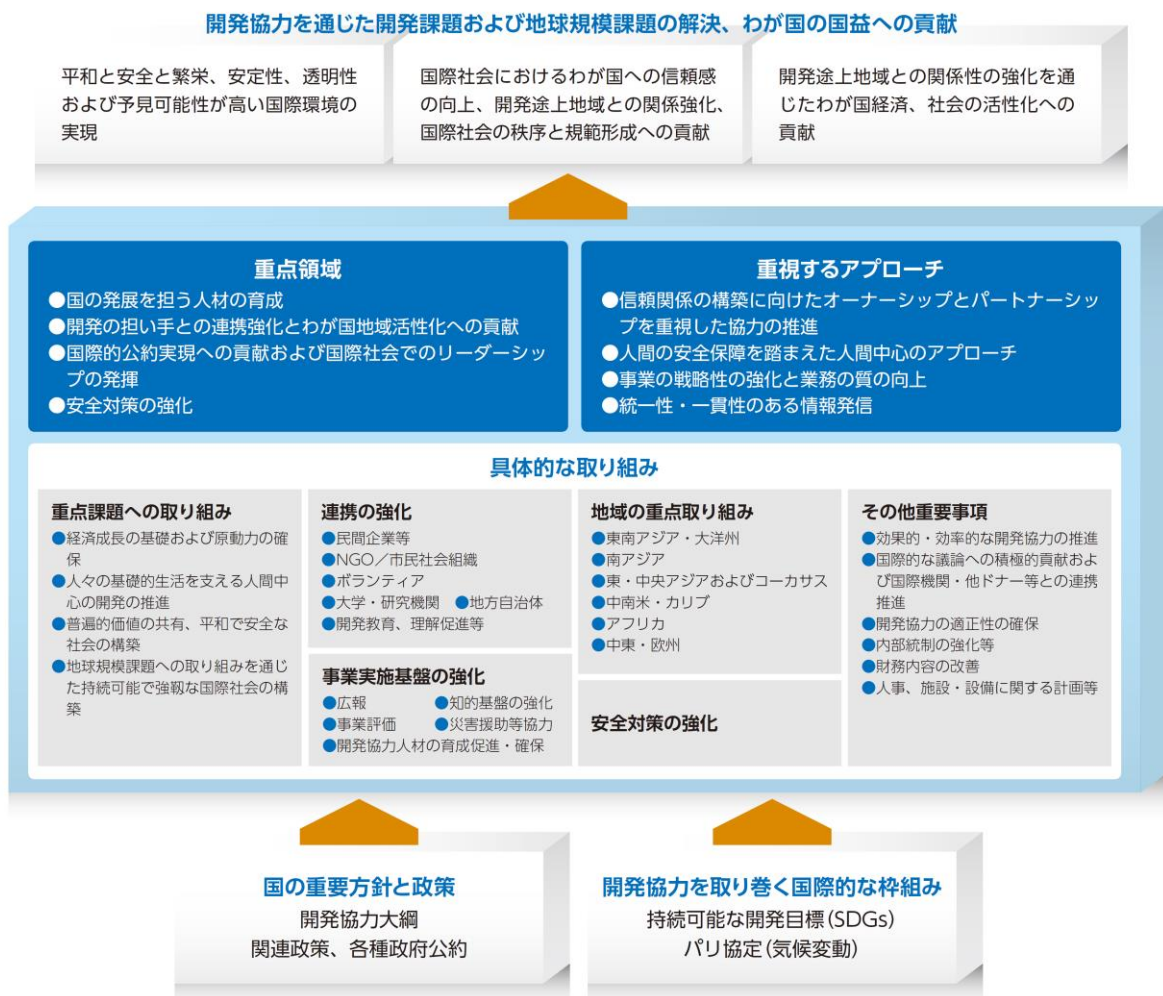 開発協力を通じた開発課題および地球規模課題の解決、わが国の国益への貢献
平和と安全と繁栄、安定性、透明性
および予見可能性が高い国際環境の
実現
国際社会におけるわが国への信頼感
の向上、開発途上地域との関係強化、
国際社会の秩序と規範形成への貢献
開発途上地域との関係性の強化を通
じたわが国経済、社会の活性化への
貢献
重点領域
●国の発展を担う人材の育成
●開発の担い手との連携強化とわが国地域活性化への貢献
●国際的公約実現への貢献および国際社会でのリーダーシッ
プの発揮
●安全対策の強化
重視するアプローチ
●信頼関係の構築に向けたオーナーシップとパートナーシッ
プを重視した協力の推進
●人間の安全保障を踏まえた人間中心のアプローチ
●事業の戦略性の強化と業務の質の向上
●統一性・一貫性のある情報発信
具体的な取り組み
重点課題への取り組み
●経済成長の基礎および原動力の確
保
●人々の基礎的生活を支える人間中
心の開発の推進
●普遍的価値の共有、平和で安全な
社会の構築
●地球規模課題への取り組みを通じ
た持続可能で強靱な国際社会の構
築
連携の強化
●民間企業等
●NGO／市民社会組織
●ボランティア
●大学・研究機関 ●地方自治体
●開発教育、理解促進等
事業実施基盤の強化
●広報 ●知的基盤の強化
●事業評価 ●災害援助等協力
●開発協力人材の育成促進・確保
地域の重点取り組み
●東南アジア・大洋州
●南アジア
●東・中央アジアおよびコーカサス
●中南米・カリブ
●アフリカ
●中東・欧州
安全対策の強化
その他重要事項
●効果的・効率的な開発協力の推進
●国際的な議論への積極的貢献およ
び国際機関・他ドナー等との連携
推進
●開発協力の適正性の確保
●内部統制の強化等
●財務内容の改善
●人事、施設・設備に関する計画等
国の重要方針と政策
開発協力大綱
関連政策、各種政府公約
開発協力を取り巻く国際的な枠組み
持続可能な開発目標(SDGs)
パリ協定(気候変動)